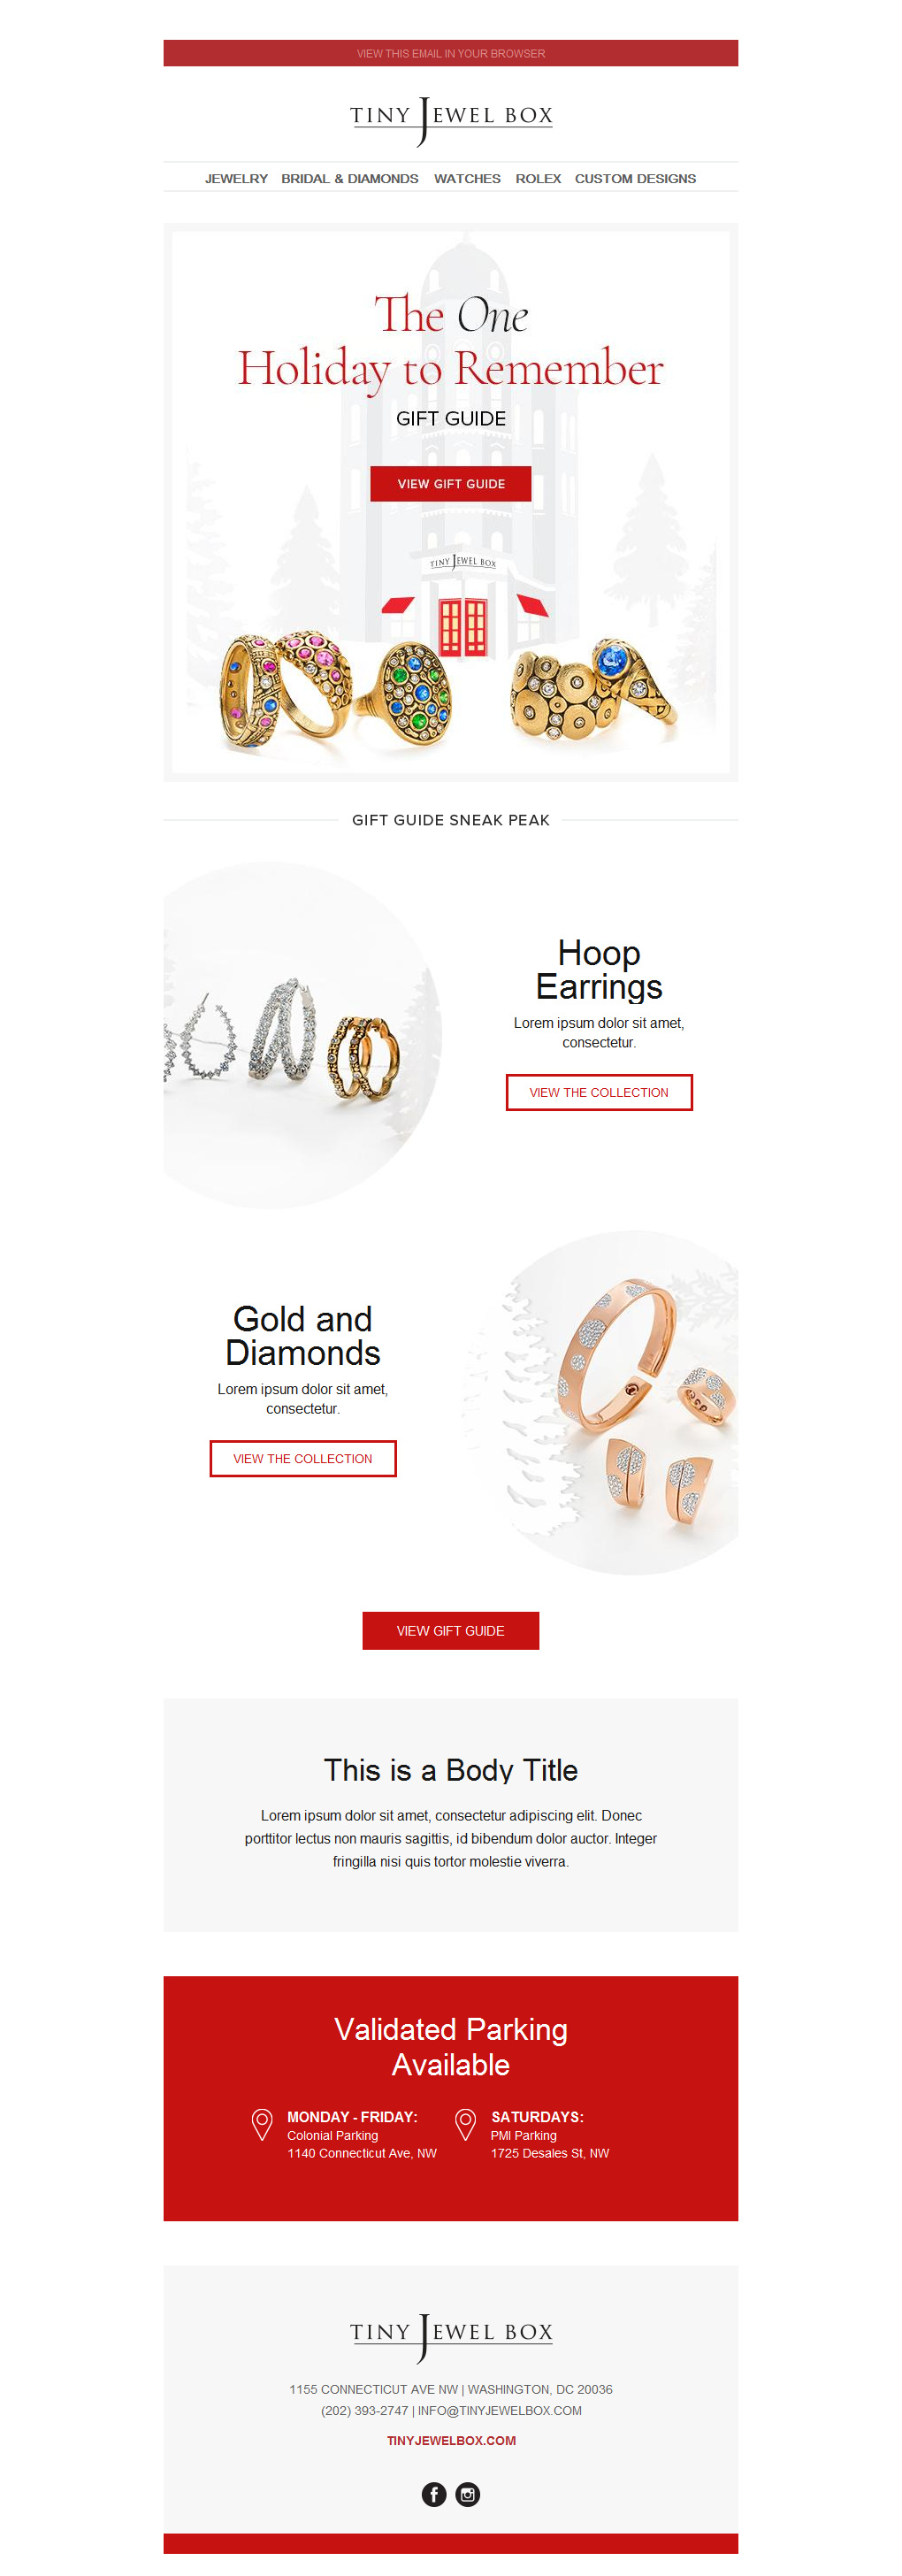 VIEW THIS EMAIL IN YOUR BROWSER
TINY JEWEL BOX
JEWELRY BRIDAL & DIAMONDS WATCHES ROLEX CUSTOM DESIGNS
The One
Holiday to Remember
GIFT GUIDE
VIEW GIFT GUIDE
TINY JEWEL BOX
GIFT GUIDE SNEAK PEAK
Hoop
Earrings
Lorem ipsum dolor sit amet,
consectetur.
VIEW THE COLLECTION
Gold and
Diamonds
Lorem ipsum dolor sit amet,
consectetur.
VIEW THE COLLECTION
VIEW GIFT GUIDE
This is a Body Title
Lorem ipsum dolor sit amet, consectetur adipiscing elit. Donec
porttitor lectus non mauris sagittis, id bibendum dolor auctor. Integer
fringilla nisi quis tortor molestie viverra.
Validated Parking
Available
MONDAY - FRIDAY:
Colonial Parking
1140 Connecticut Ave, NW
SATURDAYS:
PMI Parking
1725 Desales St, NW
TINY JEWEL BOX
1155 CONNECTICUT AVE NW | WASHINGTON, DC 20036
(202) 393-2747 | INFO@TINYJEWELBOX.COM
TINYJEWELBOX.COM